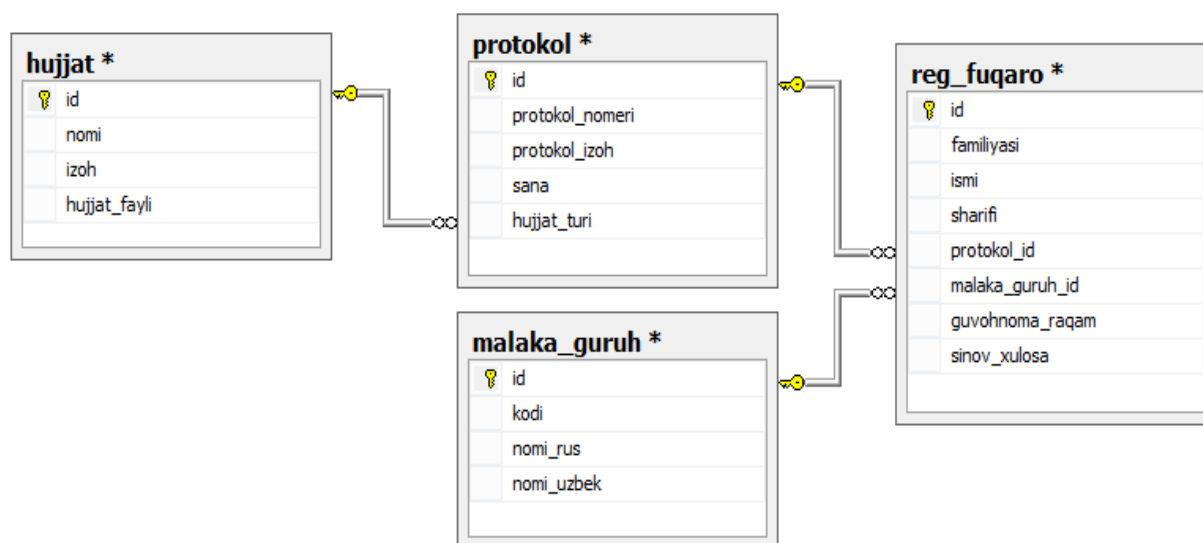 hujjat *
id
nomi
izoh
hujjat_fayli
protokol *
id
protokol_nomeri
protokol_izoh
sana
hujjat_turi
malaka_guruh *
id
kodi
nomi_rus
nomi_uzbek
reg_fuqaro *
id
familiyasi
ismi
sharifi
protokol_id
malaka_guruh_id
guvohnoma_raqam
sinov_xulosa